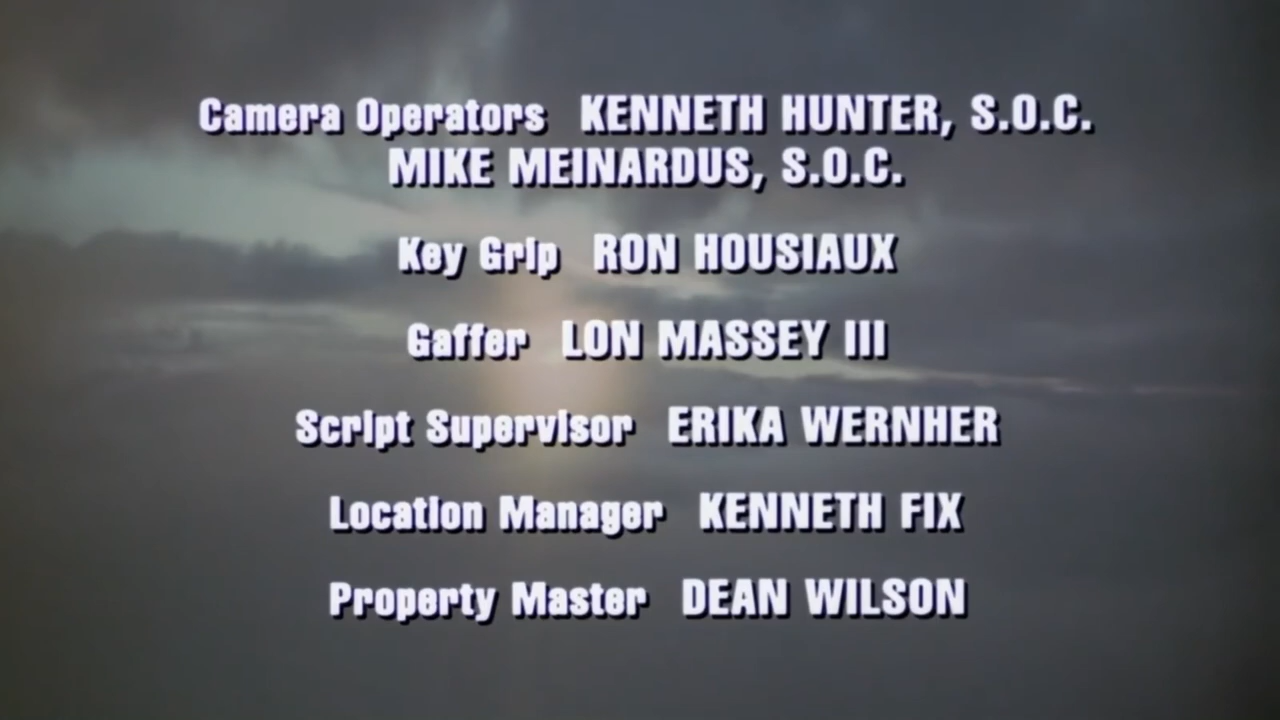 Camera Operators KENNETH HUNTER, S.O.C.
MIKE MEINARDUS, S.O.C.
Key Grip RON HOUSIAUX
Gaffer LON MASSEY III
Script Supervisor ERIKA WERNHER
Location Manager KENNETH FIX
Property Master DEAN WILSON